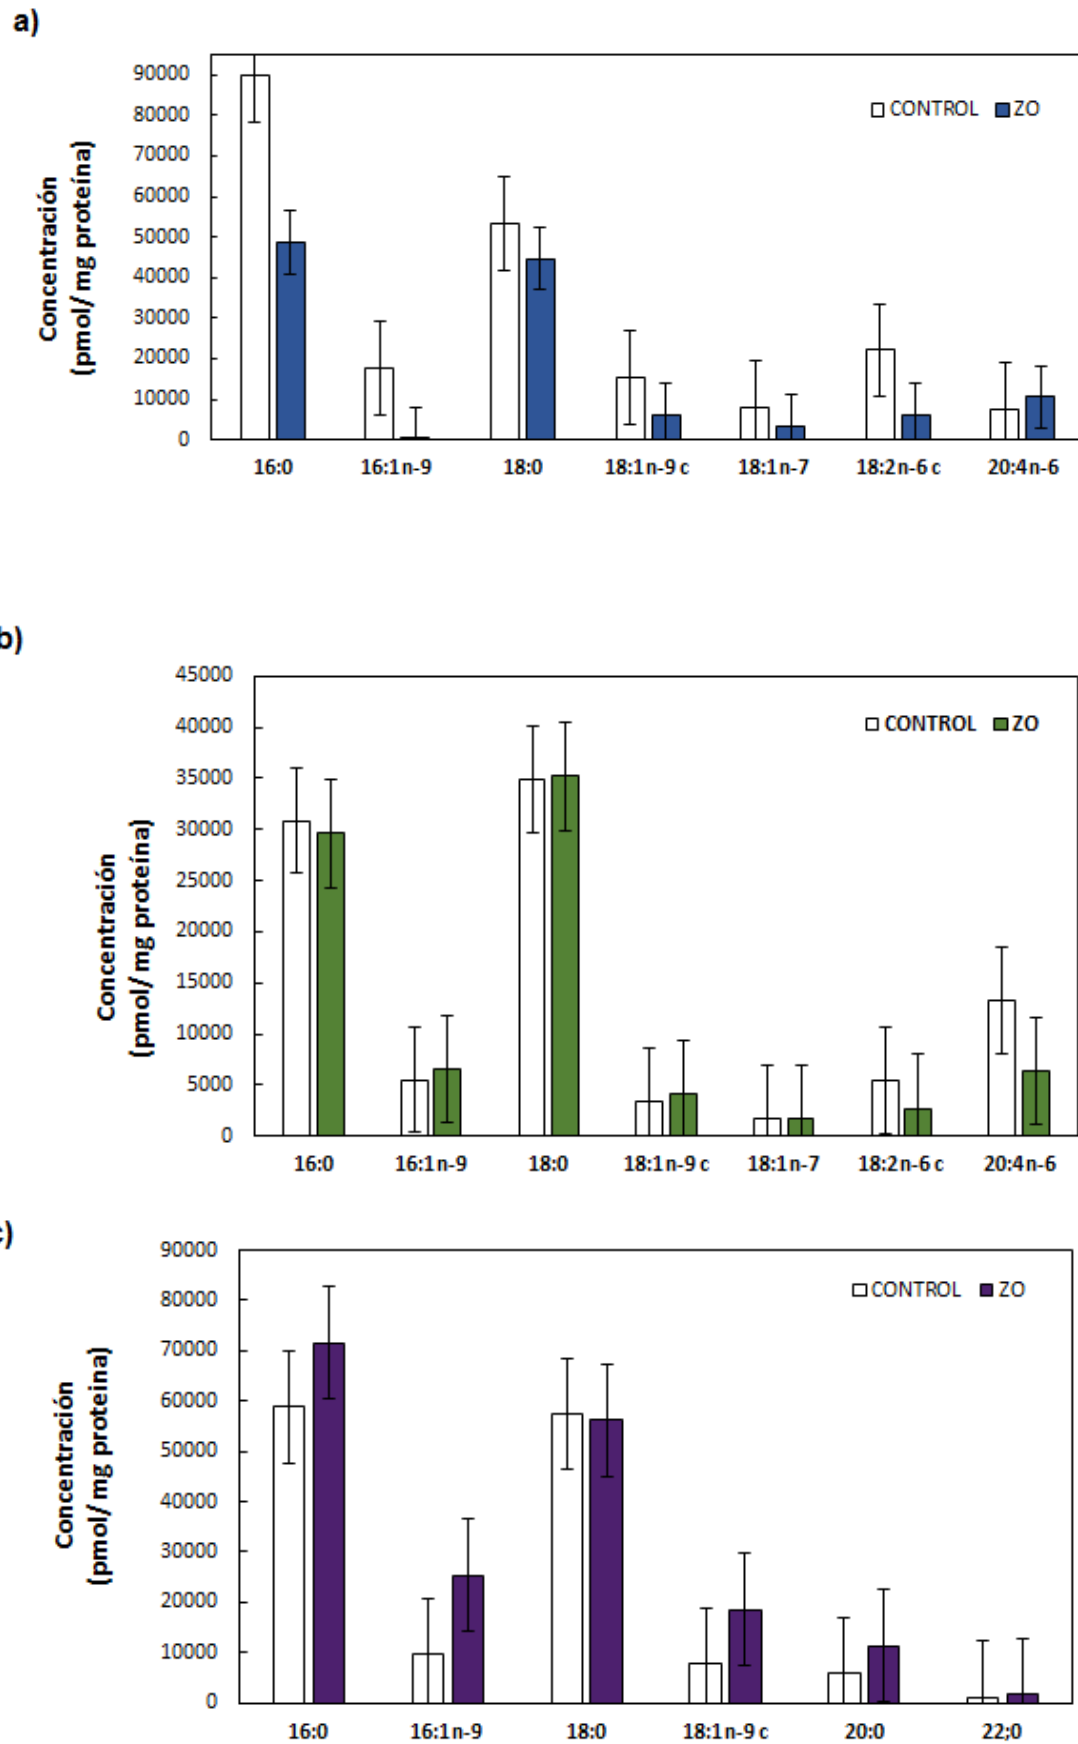 a)
Concentración
(pmol/ mg proteína)
90000
80000
70000
60000
50000
40000
30000
20000
10000
0
CONTROL ZO
16:0 16:1n-9 18:0 18:1n-9 c 18:1n-7 18:2n-6 c 20:4n-6
b)
Concentración
(pmol/ mg proteína)
45000
40000
35000
30000
25000
20000
15000
10000
5000
0
CONTROL ZO
16:0 16:1n-9 18:0 18:1n-9 c 18:1n-7 18:2n-6 c 20:4n-6
c)
Concentración
(pmol/ mg proteina)
90000
80000
70000
60000
50000
40000
30000
20000
10000
0
CONTROL ZO
16:0 16:1n-9 18:0 18:1n-9 c 20:0 22;0